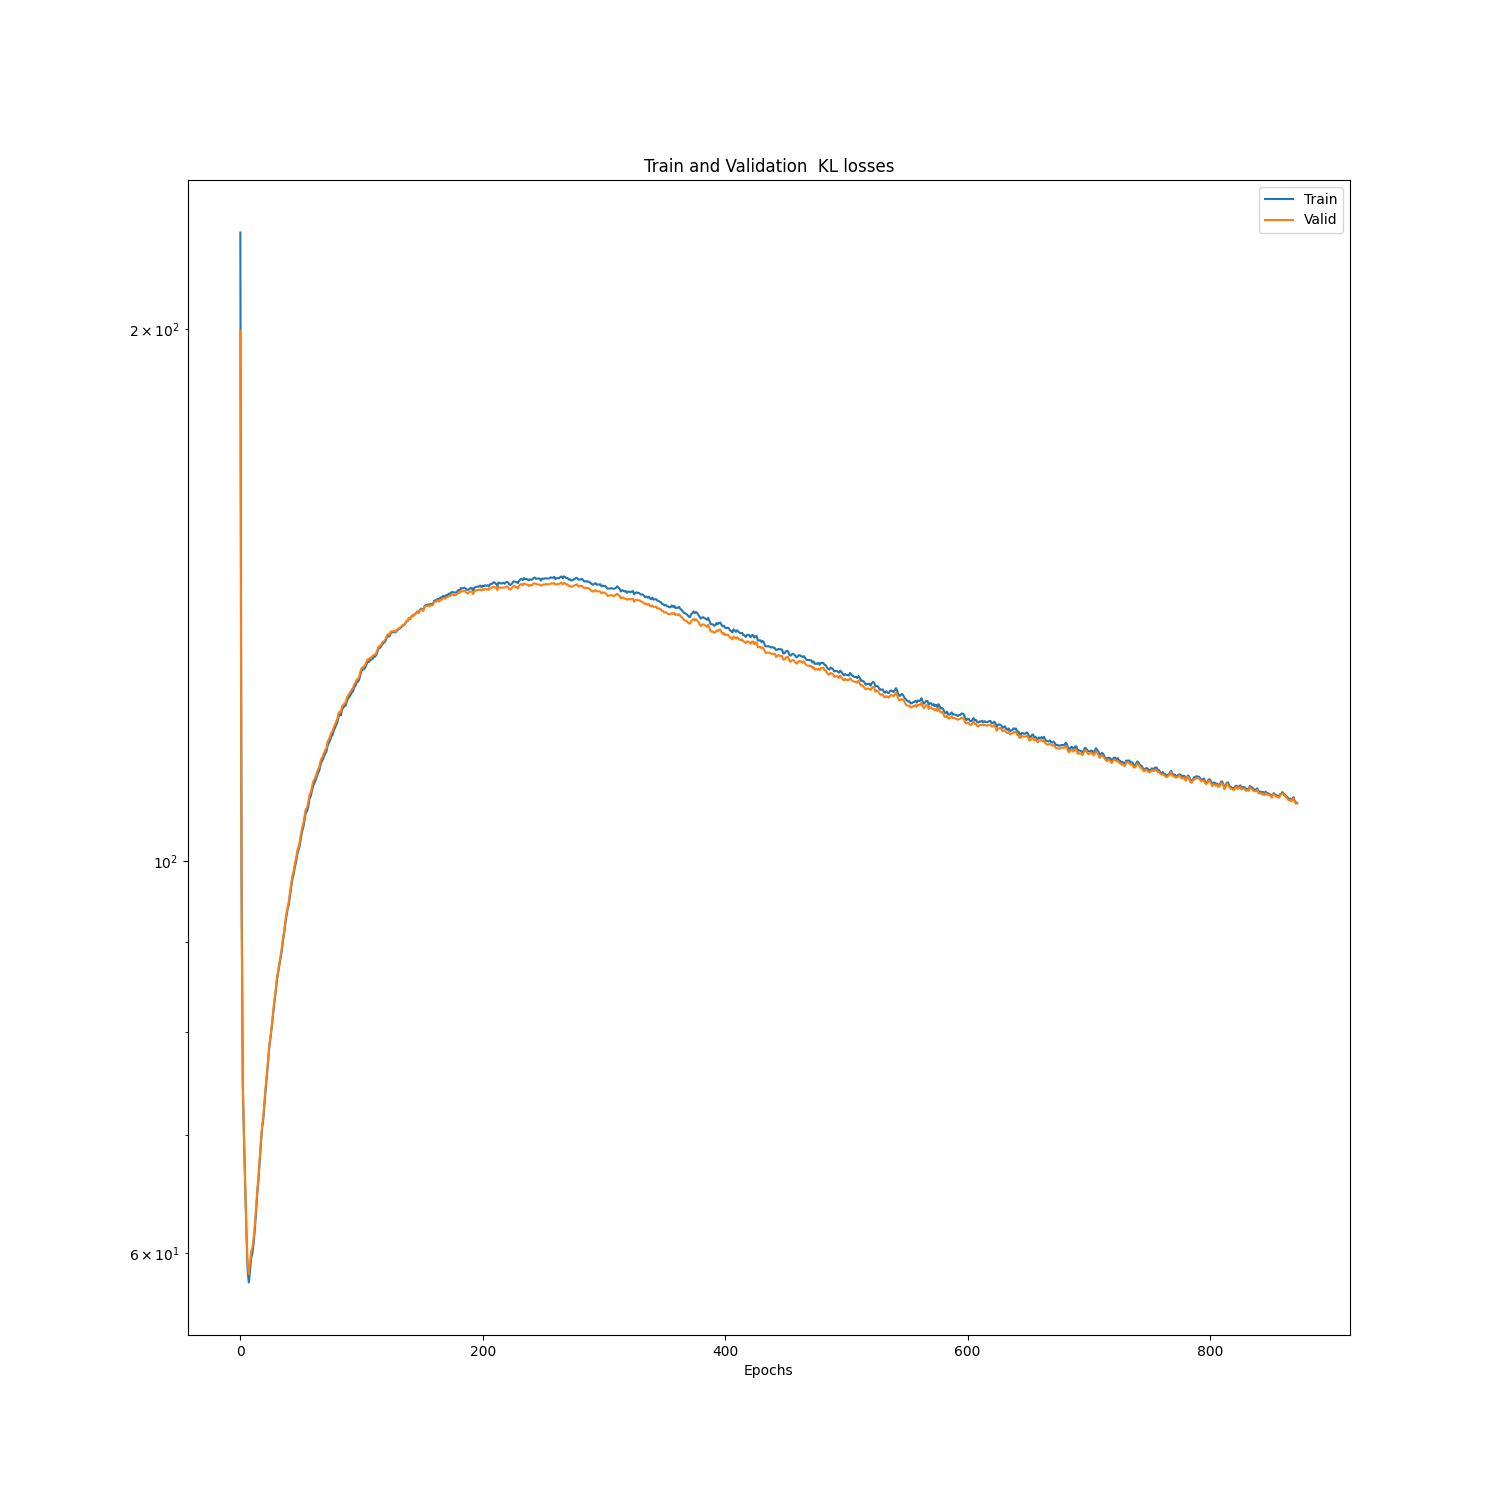 Train and Validation  KL losses
Train
Valid
2 × 10²
10²
6 × 10¹
0 200 400 600 800
Epochs